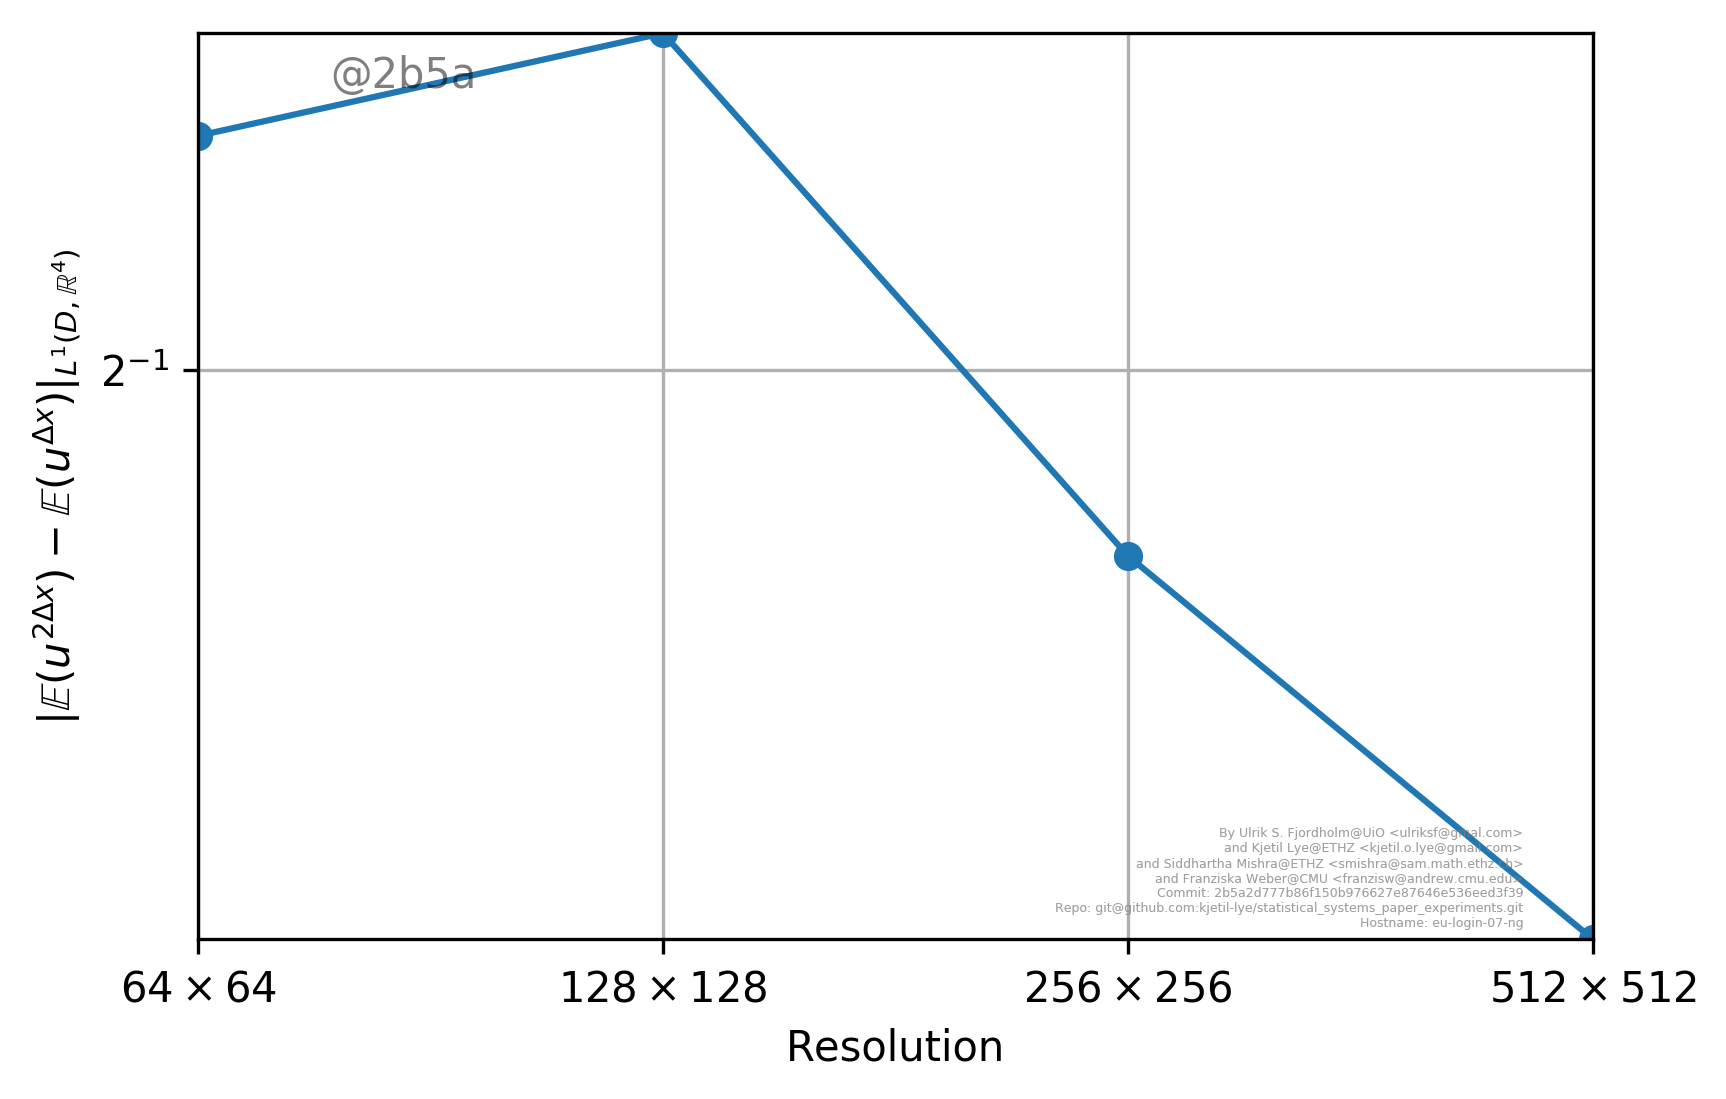 @2b5a
|𝔼(u^{2Δx}) − 𝔼(u^{Δx})|_{L^1(D, ℝ^4)}
2^{−1}
By Ulrik S. Fjordholm@UiO <ulriksf@gmal.com>
and Kjetil Lye@ETHZ <kjetil.o.lye@gmail.com>
and Siddhartha Mishra@ETHZ <smishra@sam.math.ethz.ch>
and Franziska Weber@CMU <franzisw@andrew.cmu.edu>
Commit: 2b5a2d777b86f150b976627e87646e536eed3f39
Repo: git@github.com:kjetil-lye/statistical_systems_paper_experiments.git
Hostname: eu-login-07-ng
64 × 64 128 × 128 256 × 256 512 × 512
Resolution